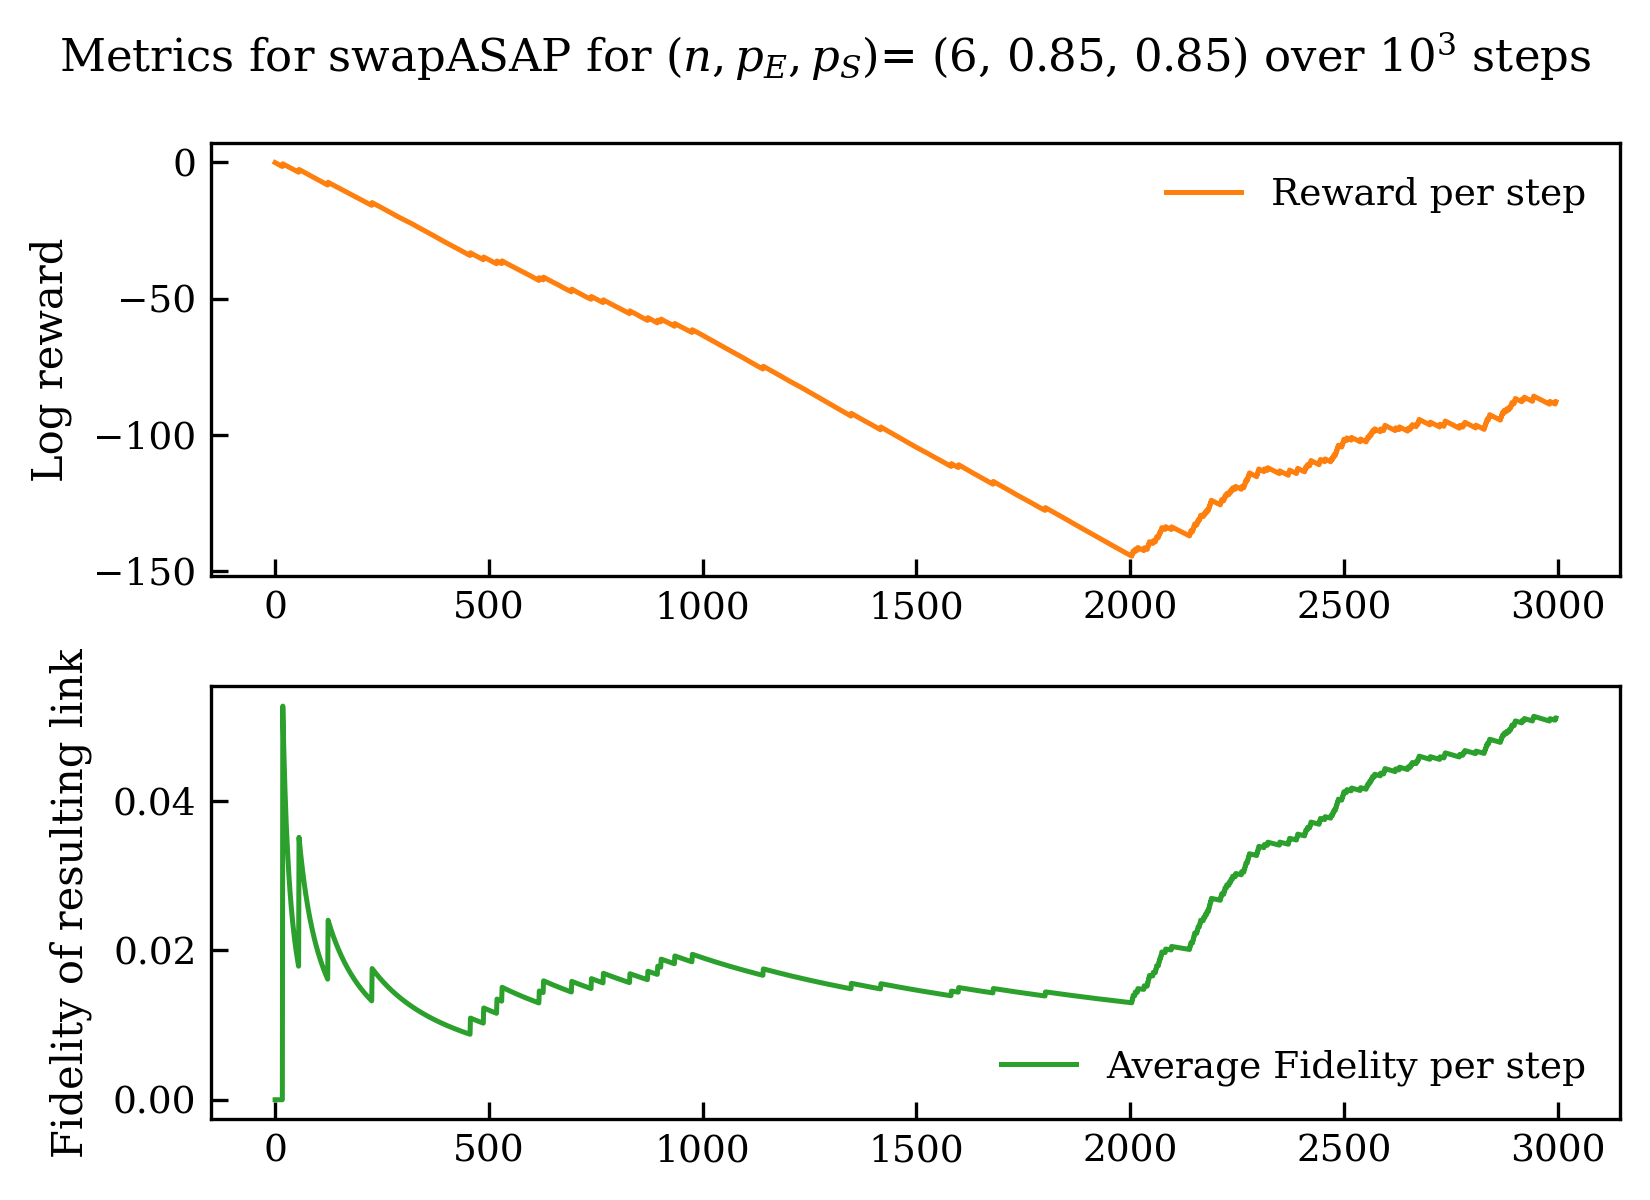 Metrics for swapASAP for (n, p_E, p_S)= (6, 0.85, 0.85) over 10^3 steps
Log reward
0
−50
−100
−150
Reward per step
0 500 1000 1500 2000 2500 3000
Fidelity of resulting link
0.04
0.02
0.00
Average Fidelity per step
0 500 1000 1500 2000 2500 3000